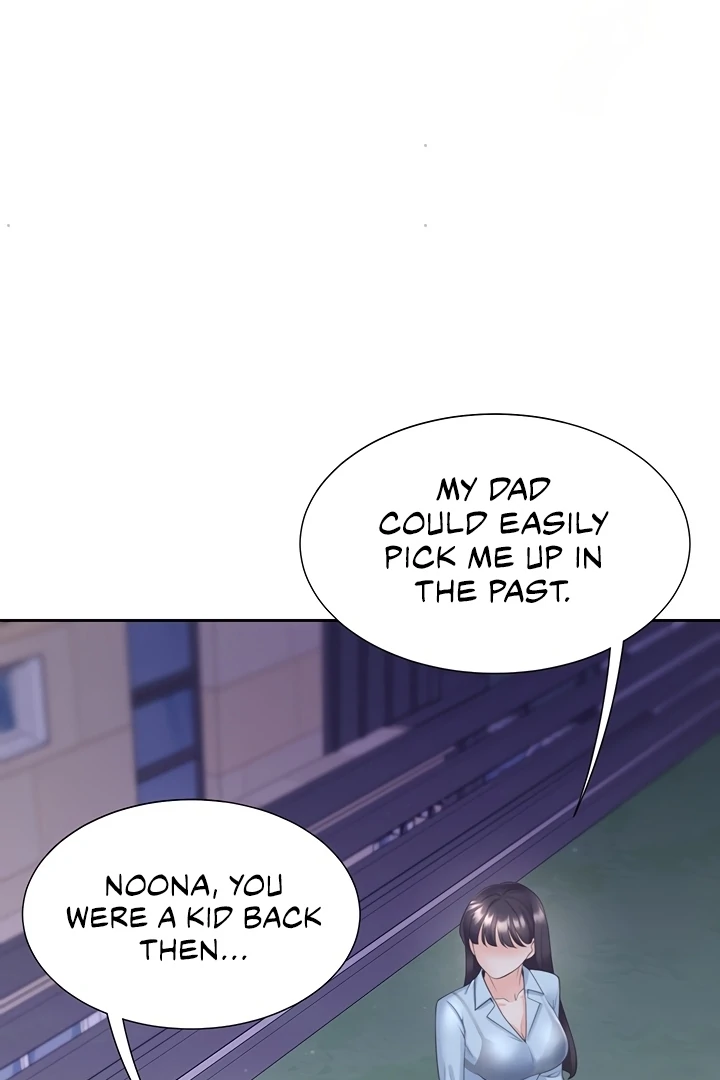 MY DAD
COULD EASILY
PICK ME UP IN
THE PAST.
NOONA, YOU
WERE A KID BACK
THEN...